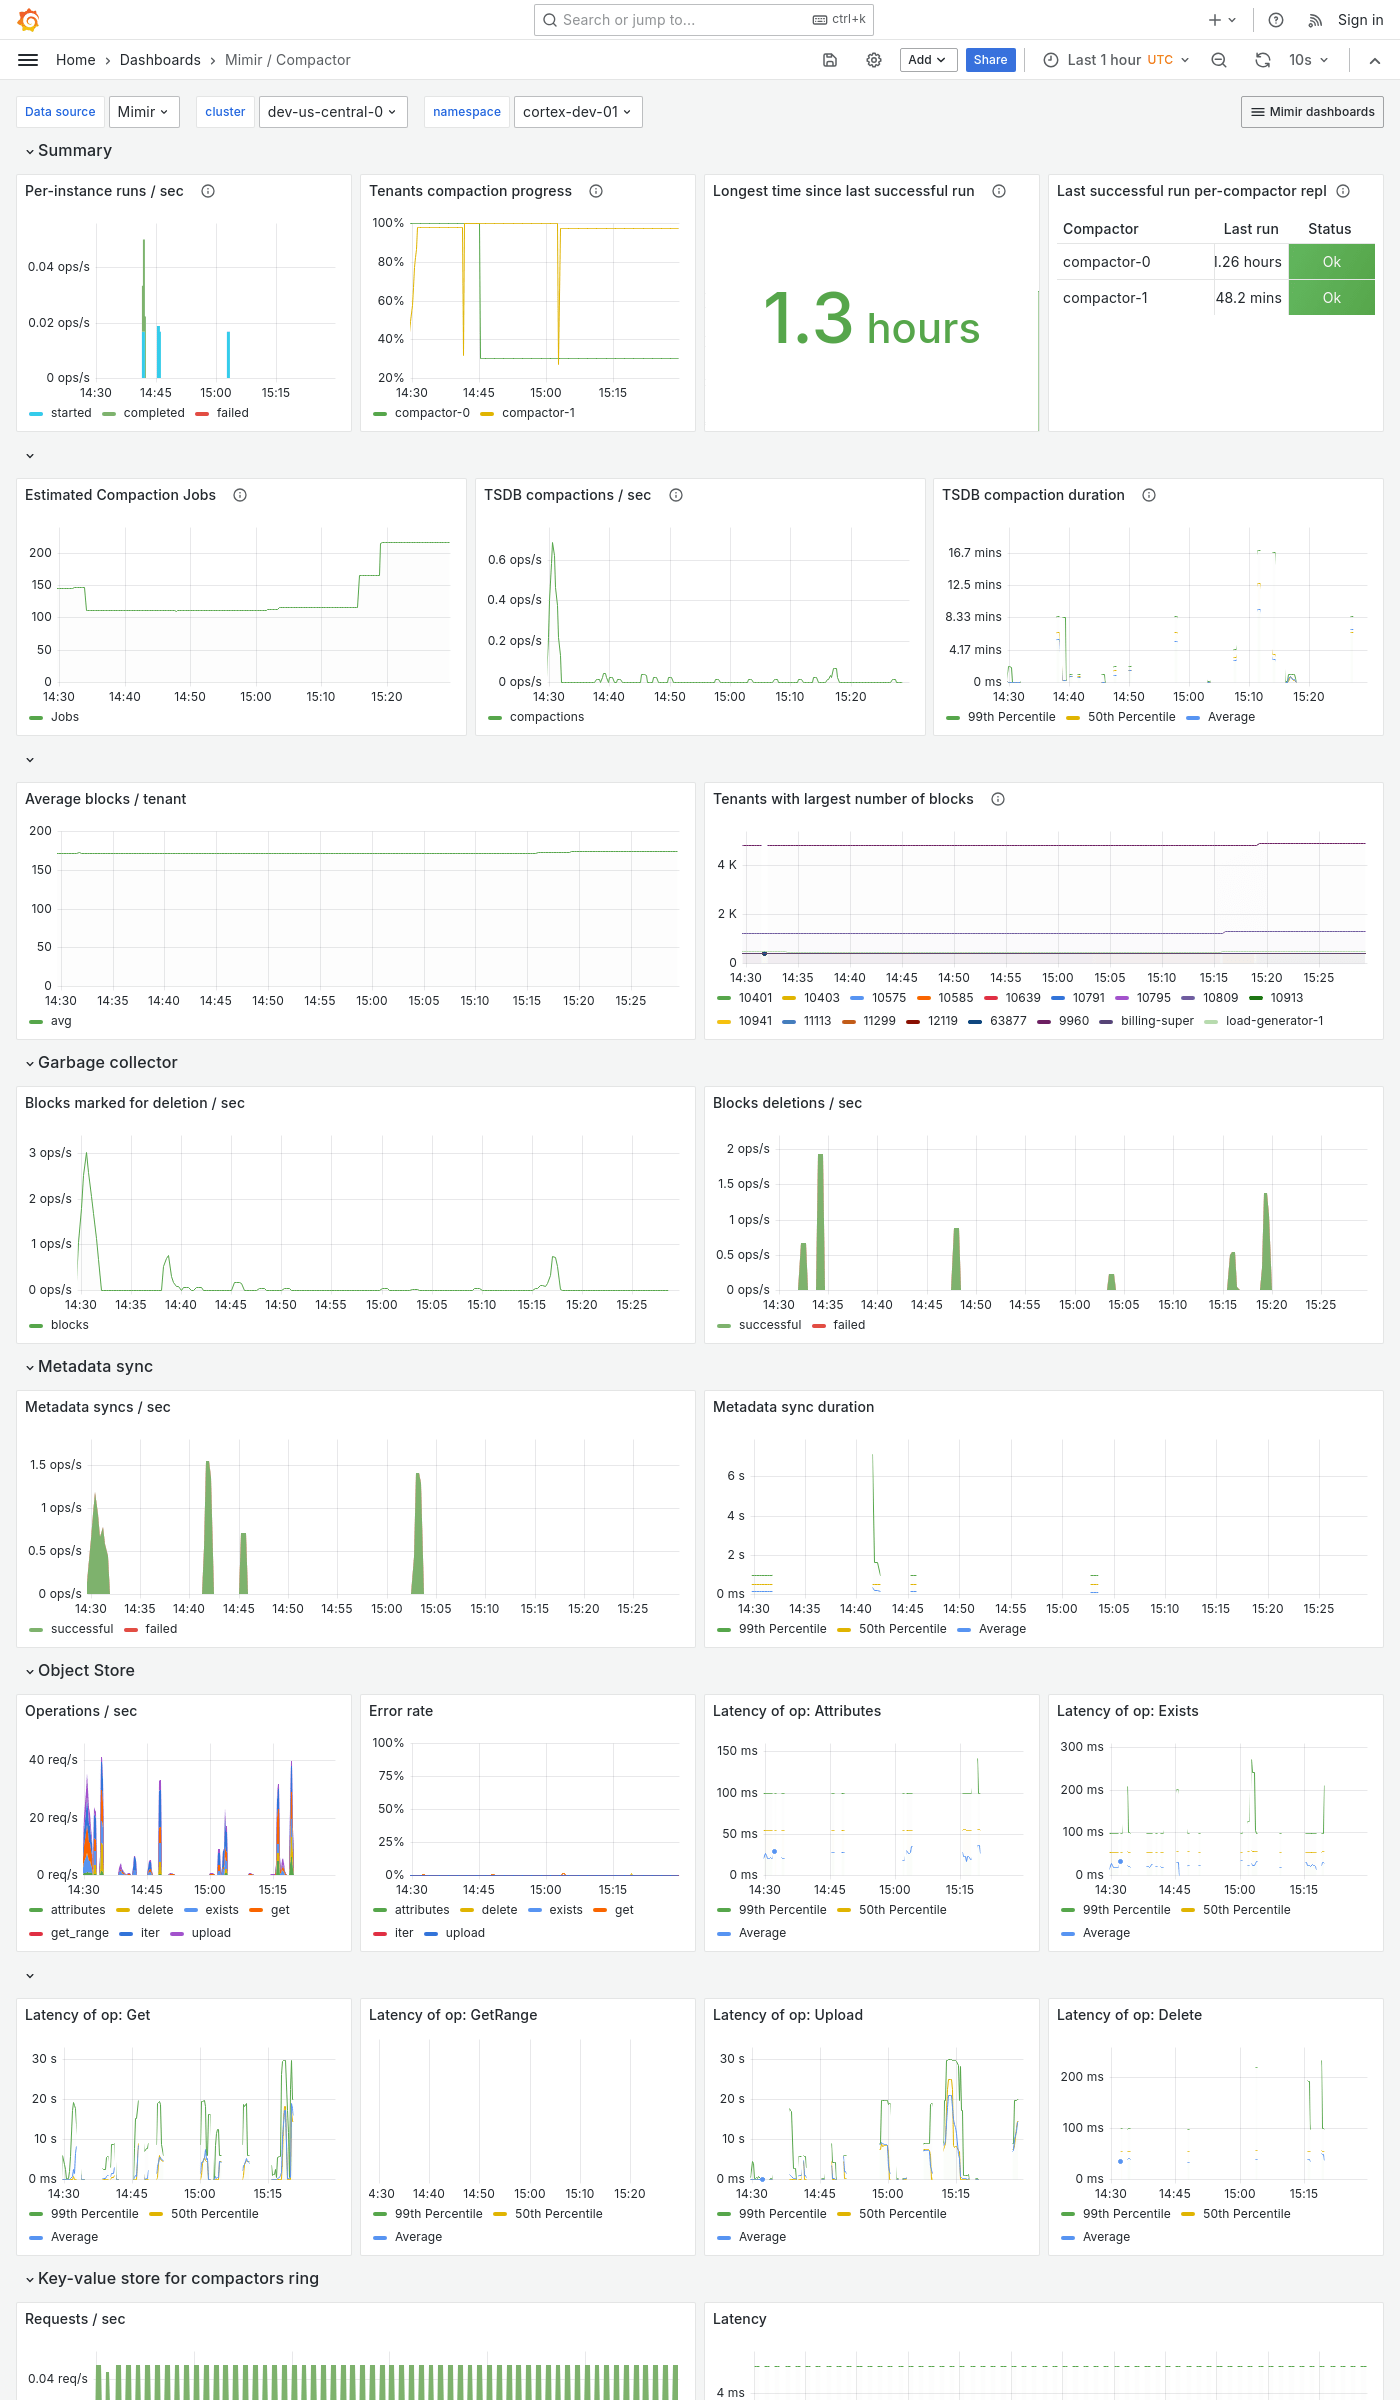 Search or jump to...
ctrl+k
Sign in
Home › Dashboards › Mimir / Compactor
Add
Share
Last 1 hour UTC
10s
Data source Mimir
cluster dev-us-central-0
namespace cortex-dev-01
Mimir dashboards
Summary
Per-instance runs / sec
0.04 ops/s
0.02 ops/s
0 ops/s
14:30 14:45 15:00 15:15
started completed failed
Tenants compaction progress
100%
80%
60%
40%
20%
14:30 14:45 15:00 15:15
compactor-0 compactor-1
Longest time since last successful run
1.3 hours
Last successful run per-compactor repl
Compactor Last run Status
compactor-0 1.26 hours Ok
compactor-1 48.2 mins Ok
Estimated Compaction Jobs
200
150
100
50
0
14:30 14:40 14:50 15:00 15:10 15:20
Jobs
TSDB compactions / sec
0.6 ops/s
0.4 ops/s
0.2 ops/s
0 ops/s
14:30 14:40 14:50 15:00 15:10 15:20
compactions
TSDB compaction duration
16.7 mins
12.5 mins
8.33 mins
4.17 mins
0 ms
14:30 14:40 14:50 15:00 15:10 15:20
99th Percentile 50th Percentile Average
Average blocks / tenant
200
150
100
50
0
14:30 14:35 14:40 14:45 14:50 14:55 15:00 15:05 15:10 15:15 15:20 15:25
avg
Tenants with largest number of blocks
4 K
2 K
0
14:30 14:35 14:40 14:45 14:50 14:55 15:00 15:05 15:10 15:15 15:20 15:25
10401 10403 10575 10585 10639 10791 10795 10809 10913
10941 11113 11299 12119 63877 9960 billing-super load-generator-1
Garbage collector
Blocks marked for deletion / sec
3 ops/s
2 ops/s
1 ops/s
0 ops/s
14:30 14:35 14:40 14:45 14:50 14:55 15:00 15:05 15:10 15:15 15:20 15:25
blocks
Blocks deletions / sec
2 ops/s
1.5 ops/s
1 ops/s
0.5 ops/s
0 ops/s
14:30 14:35 14:40 14:45 14:50 14:55 15:00 15:05 15:10 15:15 15:20 15:25
successful failed
Metadata sync
Metadata syncs / sec
1.5 ops/s
1 ops/s
0.5 ops/s
0 ops/s
14:30 14:35 14:40 14:45 14:50 14:55 15:00 15:05 15:10 15:15 15:20 15:25
successful failed
Metadata sync duration
6 s
4 s
2 s
0 ms
14:30 14:35 14:40 14:45 14:50 14:55 15:00 15:05 15:10 15:15 15:20 15:25
99th Percentile 50th Percentile Average
Object Store
Operations / sec
40 req/s
20 req/s
0 req/s
14:30 14:45 15:00 15:15
attributes delete exists get
get_range iter upload
Error rate
100%
75%
50%
25%
0%
14:30 14:45 15:00 15:15
attributes delete exists get
iter upload
Latency of op: Attributes
150 ms
100 ms
50 ms
0 ms
14:30 14:45 15:00 15:15
99th Percentile 50th Percentile
Average
Latency of op: Exists
300 ms
200 ms
100 ms
0 ms
14:30 14:45 15:00 15:15
99th Percentile 50th Percentile
Average
Latency of op: Get
30 s
20 s
10 s
0 ms
14:30 14:45 15:00 15:15
99th Percentile 50th Percentile
Average
Latency of op: GetRange
4:30 14:40 14:50 15:00 15:10 15:20
99th Percentile 50th Percentile
Average
Latency of op: Upload
30 s
20 s
10 s
0 ms
14:30 14:45 15:00 15:15
99th Percentile 50th Percentile
Average
Latency of op: Delete
200 ms
100 ms
0 ms
14:30 14:45 15:00 15:15
99th Percentile 50th Percentile
Average
Key-value store for compactors ring
Requests / sec
0.04 req/s
Latency
4 ms